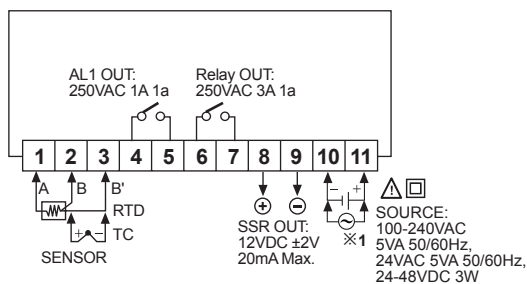 AL1 OUT:
250VAC 1A 1a
Relay OUT:
250VAC 3A 1a
1 2 3 4 5 6 7 8 9 10 11
A B B'
RTD
+ -
TC
SENSOR
+ -
SSR OUT:
12VDC ±2V
20mA Max.
- +
※1
SOURCE:
100-240VAC
5VA 50/60Hz,
24VAC 5VA 50/60Hz,
24-48VDC 3W